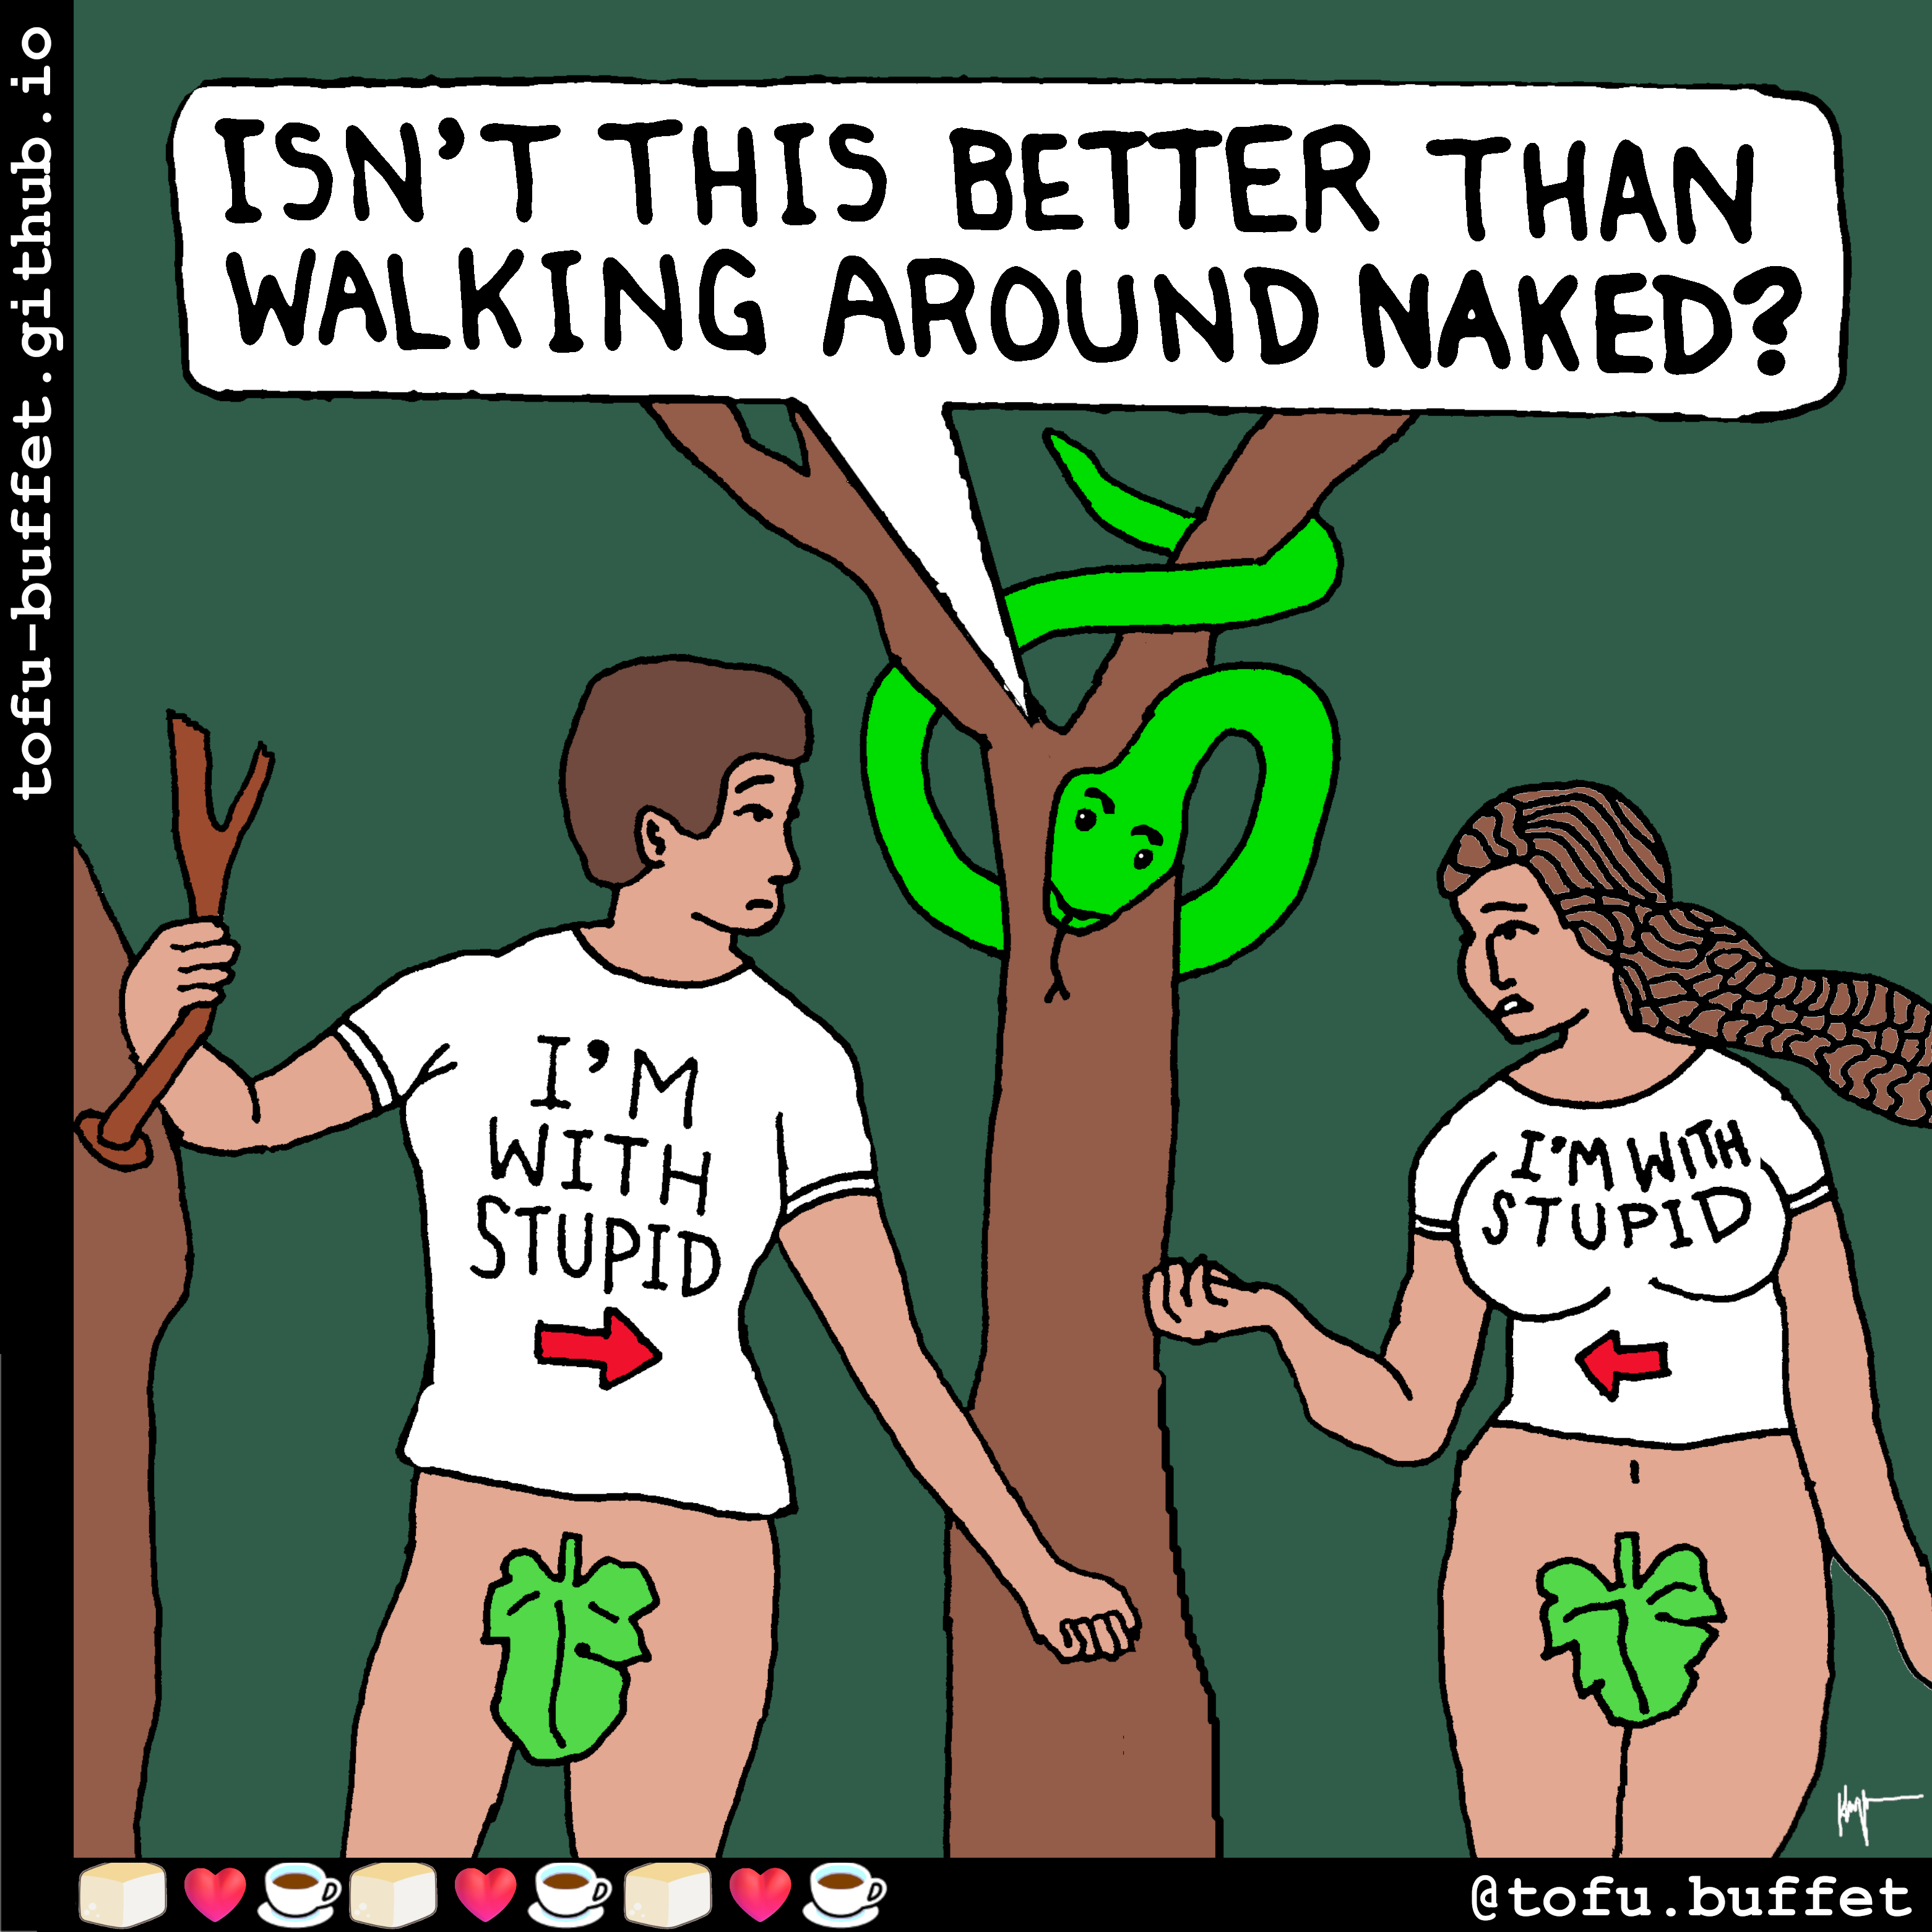 tofu-buffet.github.io
ISN'T THIS BETTER THAN
WALKING AROUND NAKED?
I'M
WITH
STUPID
I'M WITH
STUPID
@tofu.buffet